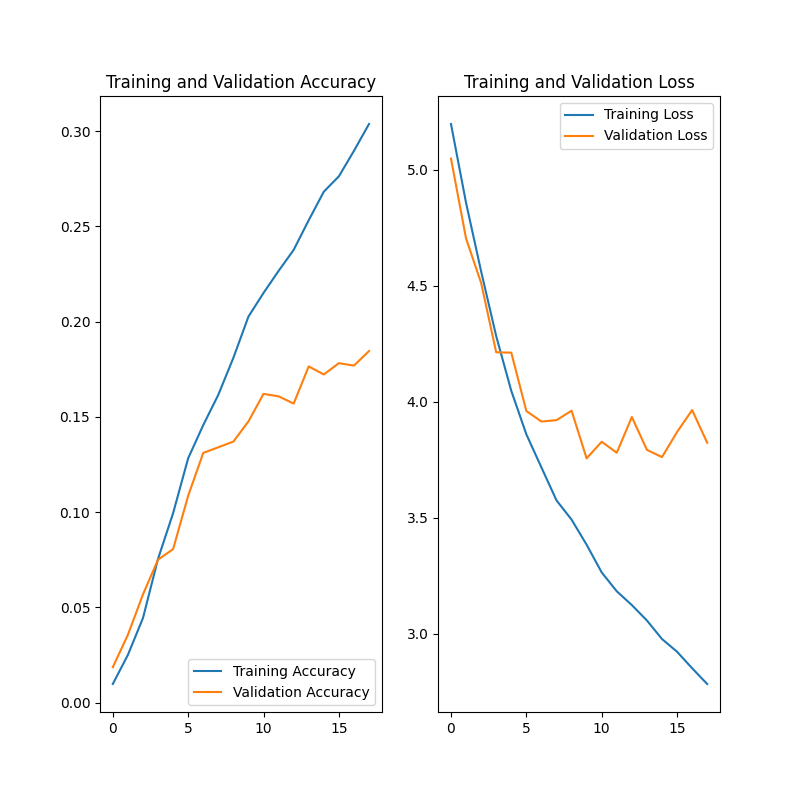 Training and Validation Accuracy
0.30
0.25
0.20
0.15
0.10
0.05
0.00
0 5 10 15
Training Accuracy
Validation Accuracy
Training and Validation Loss
Training Loss
Validation Loss
5.0
4.5
4.0
3.5
3.0
0 5 10 15